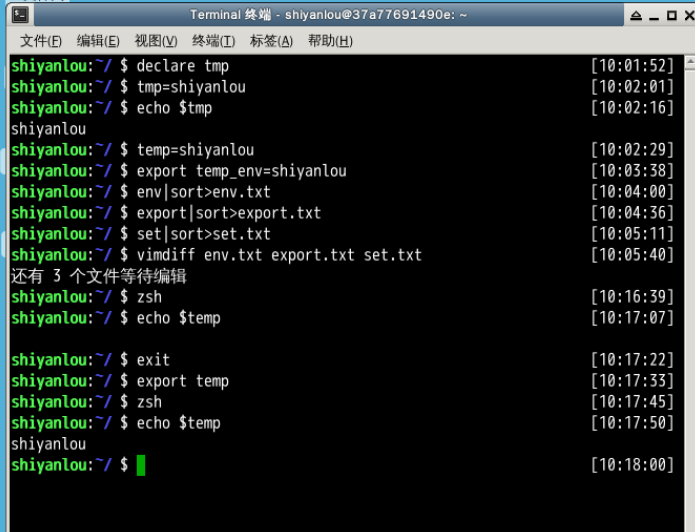 Terminal 终端 - shiyanlou@37a77691490e: ~
文件(F) 编辑(E) 视图(V) 终端(T) 标签(A) 帮助(H)
shiyanlou:~/ $ declare tmp [10:01:52]
shiyanlou:~/ $ tmp=shiyanlou [10:02:01]
shiyanlou:~/ $ echo $tmp [10:02:16]
shiyanlou
shiyanlou:~/ $ temp=shiyanlou [10:02:29]
shiyanlou:~/ $ export temp_env=shiyanlou [10:03:38]
shiyanlou:~/ $ env|sort>env.txt [10:04:00]
shiyanlou:~/ $ export|sort>export.txt [10:04:36]
shiyanlou:~/ $ set|sort>set.txt [10:05:11]
shiyanlou:~/ $ vimdiff env.txt export.txt set.txt [10:05:40]
还有 3 个文件等待编辑
shiyanlou:~/ $ zsh [10:16:39]
shiyanlou:~/ $ echo $temp [10:17:07]
shiyanlou:~/ $ exit [10:17:22]
shiyanlou:~/ $ export temp [10:17:33]
shiyanlou:~/ $ zsh [10:17:45]
shiyanlou:~/ $ echo $temp [10:17:50]
shiyanlou
shiyanlou:~/ $ [10:18:00]